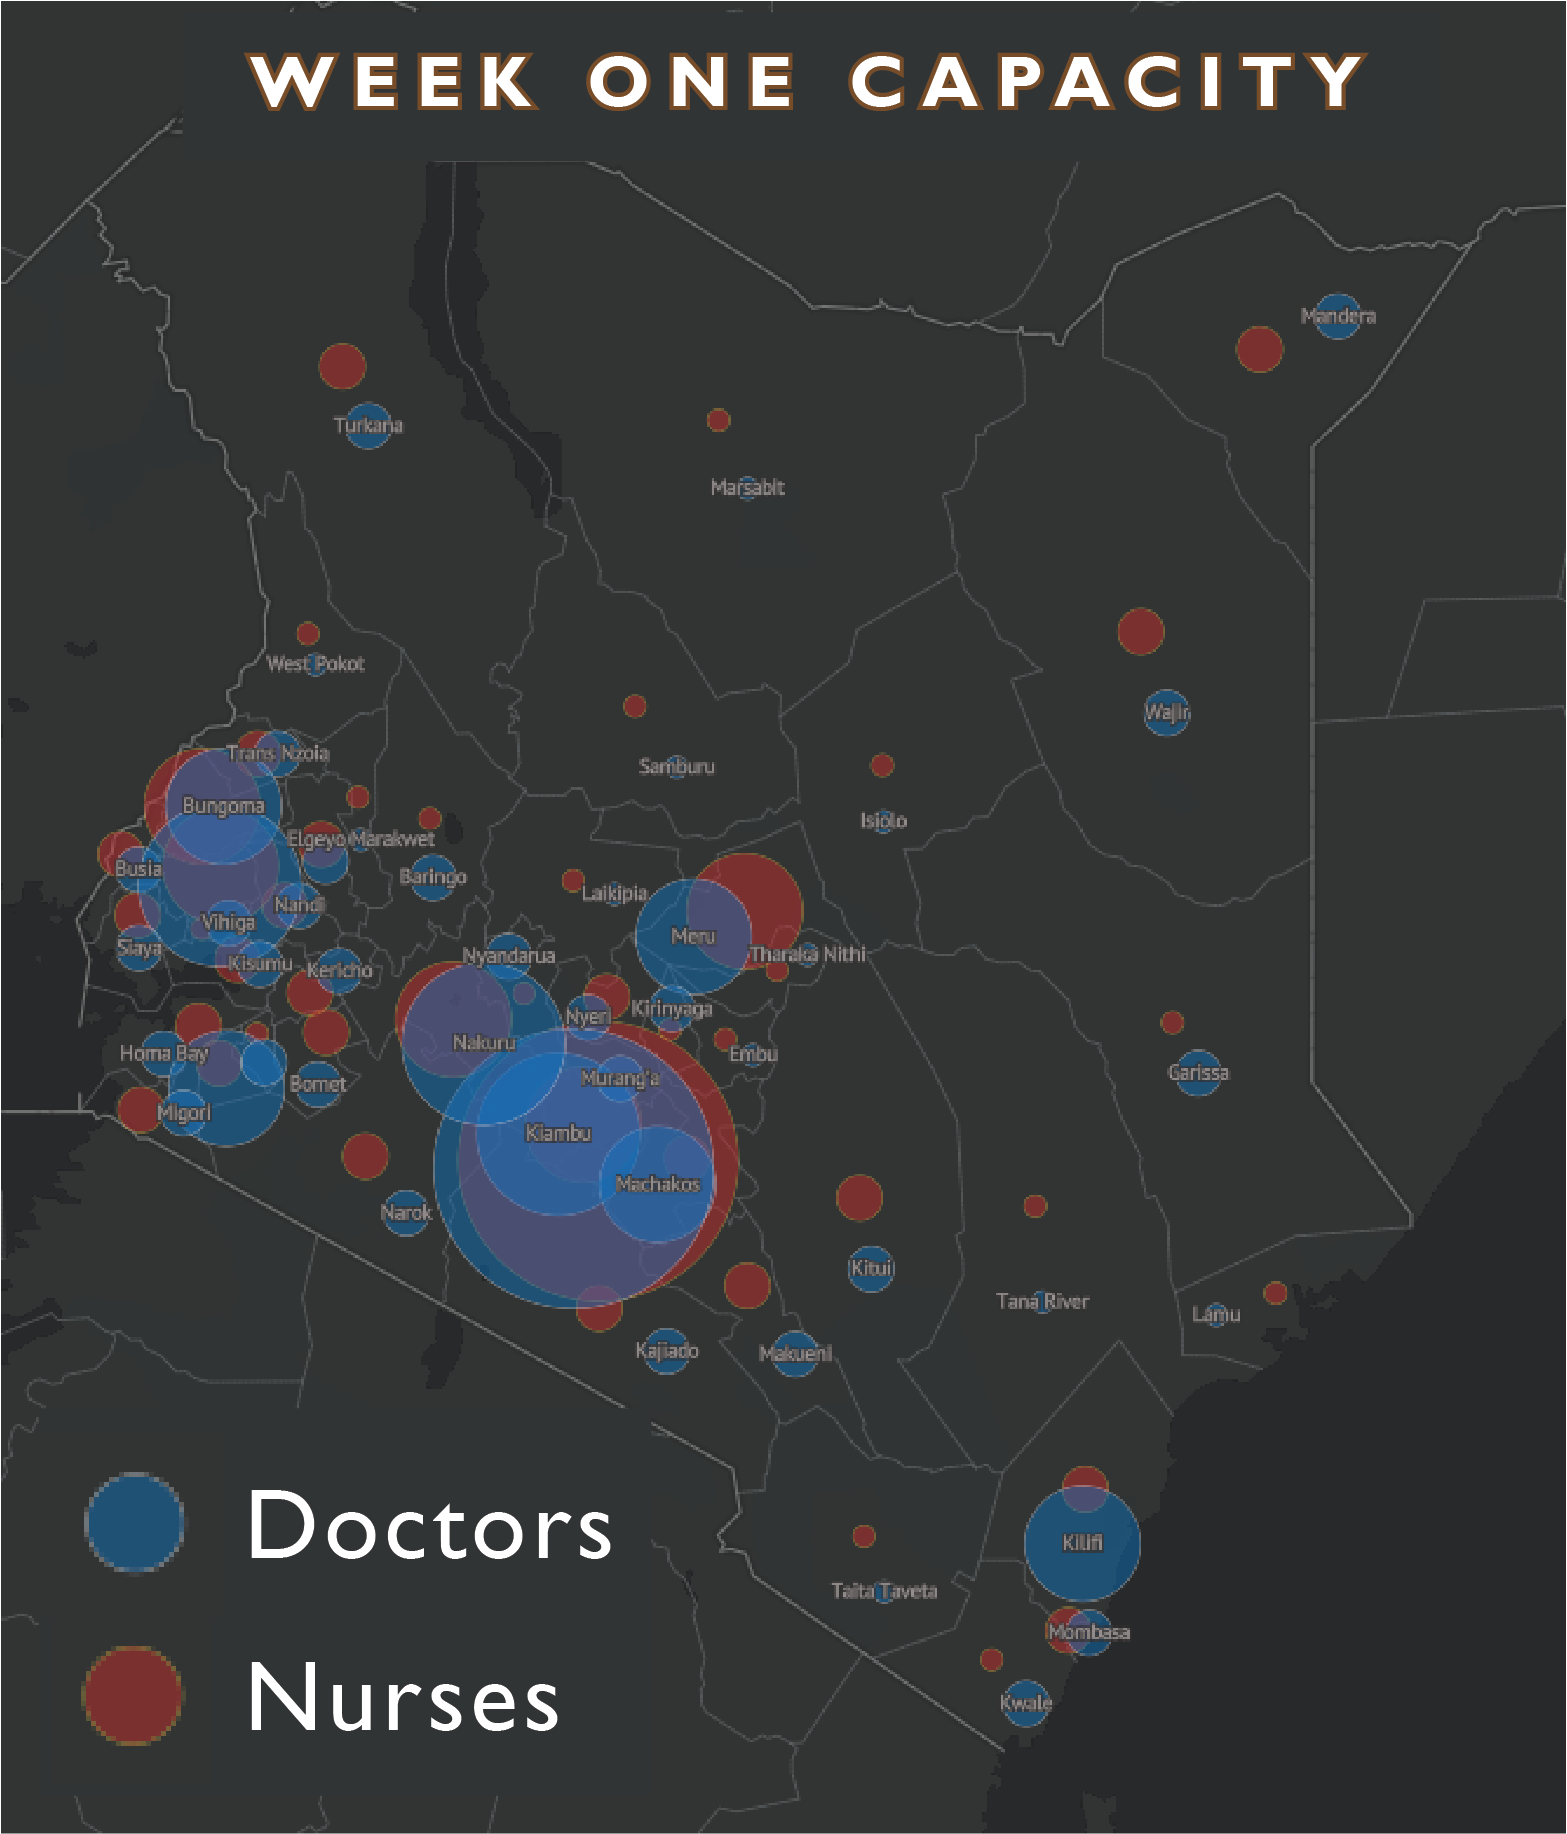 WEEK ONE CAPACITY
Mandera
Turkana
Marsabit
West Pokot
Wajir
Trans Nzoia
Samburu
Bungoma
Isiolo
Elgeyo Marakwet
Busia
Baringo
Laikipia
Nandi
Vihiga
Meru
Siaya
Nyandarua
Tharaka Nithi
Kisumu
Kericho
Kirinyaga
Nyeri
Nakuru
Homa Bay
Embu
Garissa
Murang'a
Bomet
Migori
Kiambu
Machakos
Narok
Kitui
Tana River
Lamu
Kajiado
Makueni
Doctors
Kilifi
Taita Taveta
Mombasa
Nurses
Kwale